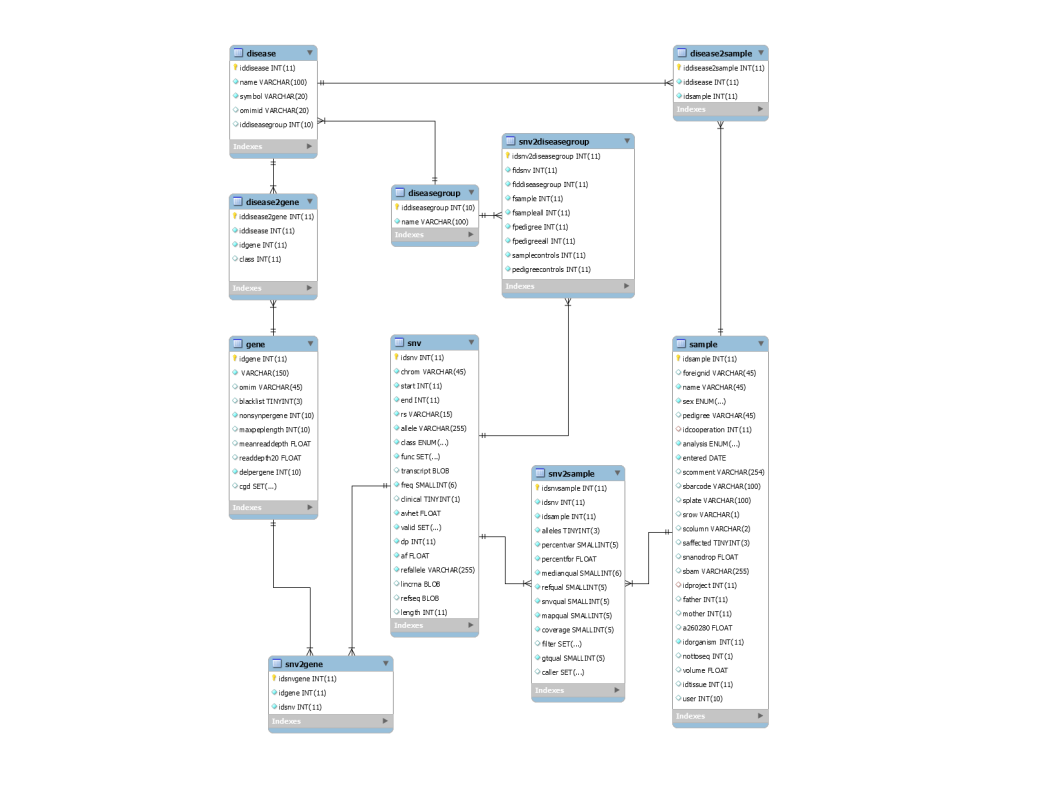 disease
iddisease INT(11)
name VARCHAR(100)
symbol VARCHAR(20)
omimid VARCHAR(20)
iddiseasegroup INT(10)
Indexes
disease2sample
iddisease2sample INT(11)
iddisease INT(11)
idsample INT(11)
Indexes
snv2diseasegroup
idsnv2diseasegroup INT(11)
fidsnv INT(11)
fiddiseasegroup INT(11)
fsample INT(11)
fsampleall INT(11)
fpedigree INT(11)
fpedigreeall INT(11)
samplecontrols INT(11)
pedigreecontrols INT(11)
Indexes
diseasegroup
iddiseasegroup INT(10)
name VARCHAR(100)
Indexes
disease2gene
iddisease2gene INT(11)
iddisease INT(11)
idgene INT(11)
class INT(11)
Indexes
gene
idgene INT(11)
VARCHAR(150)
omim VARCHAR(45)
blacklist TINYINT(3)
nonsynpergene INT(10)
maxpeplength INT(10)
meanreaddepth FLOAT
readdepth20 FLOAT
delpergene INT(10)
cgd SET(...)
Indexes
snv
idsnv INT(11)
chrom VARCHAR(45)
start INT(11)
end INT(11)
rs VARCHAR(15)
allele VARCHAR(255)
class ENUM(...)
func SET(...)
transcript BLOB
freq SMALLINT(6)
clinical TINYINT(1)
avhet FLOAT
valid SET(...)
dp INT(11)
af FLOAT
refallele VARCHAR(255)
lincrna BLOB
refseq BLOB
length INT(11)
Indexes
snv2sample
idsnvsample INT(11)
idsnv INT(11)
idsample INT(11)
alleles TINYINT(3)
percentvar SMALLINT(5)
percentfor FLOAT
medianqual SMALLINT(6)
refqual SMALLINT(5)
snvqual SMALLINT(5)
mapqual SMALLINT(5)
coverage SMALLINT(5)
filter SET(...)
gtqual SMALLINT(5)
caller SET(...)
Indexes
sample
idsample INT(11)
foreignid VARCHAR(45)
name VARCHAR(45)
sex ENUM(...)
pedigree VARCHAR(45)
idcooperation INT(11)
analysis ENUM(...)
entered DATE
scomment VARCHAR(254)
sbarcode VARCHAR(100)
splate VARCHAR(100)
srow VARCHAR(1)
scolumn VARCHAR(2)
saffected TINYINT(3)
snanodrop FLOAT
sbam VARCHAR(255)
idproject INT(11)
father INT(11)
mother INT(11)
a260280 FLOAT
idorganism INT(11)
nottoseq INT(1)
volume FLOAT
idtissue INT(11)
user INT(10)
Indexes
snv2gene
idsnvgene INT(11)
idgene INT(11)
idsnv INT(11)
Indexes